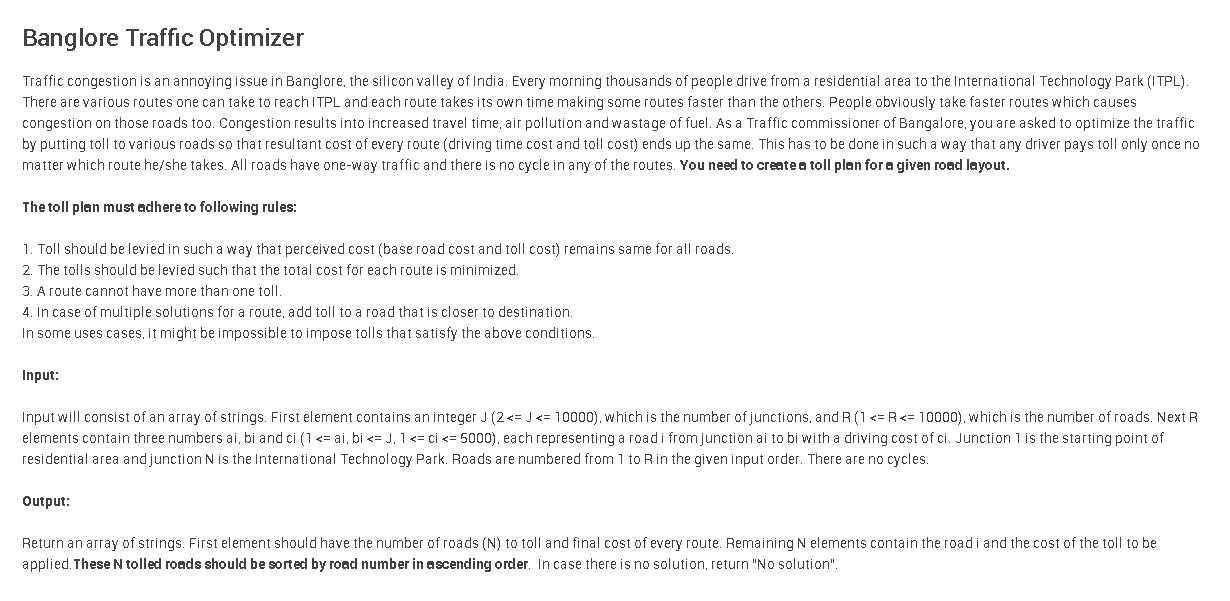 Banglore Traffic Optimizer
Traffic congestion is an annoying issue in Banglore, the silicon valley of India. Every morning thousands of people drive from a residential area to the International Technology Park (ITPL).
There are various routes one can take to reach ITPL and each route takes its own time making some routes faster than the others. People obviously take faster routes which causes
congestion on those roads too. Congestion results into increased travel time, air pollution and wastage of fuel. As a Traffic commissioner of Bangalore, you are asked to optimize the traffic
by putting toll to various roads so that resultant cost of every route (driving time cost and toll cost) ends up the same. This has to be done in such a way that any driver pays toll only once no
matter which route he/she takes. All roads have one-way traffic and there is no cycle in any of the routes. You need to create a toll plan for a given road layout.
The toll plan must adhere to following rules:
1. Toll should be levied in such a way that perceived cost (base road cost and toll cost) remains same for all roads.
2. The tolls should be levied such that the total cost for each route is minimized.
3. A route cannot have more than one toll.
4. In case of multiple solutions for a route, add toll to a road that is closer to destination.
In some uses cases, it might be impossible to impose tolls that satisfy the above conditions.
Input:
Input will consist of an array of strings. First element contains an integer J (2 <= J <= 10000), which is the number of junctions, and R (1 <= R <= 10000), which is the number of roads. Next R
elements contain three numbers ai, bi and ci (1 <= ai, bi <= J, 1 <= ci <= 5000), each representing a road i from junction ai to bi with a driving cost of ci. Junction 1 is the starting point of
residential area and junction N is the International Technology Park. Roads are numbered from 1 to R in the given input order. There are no cycles.
Output:
Return an array of strings. First element should have the number of roads (N) to toll and final cost of every route. Remaining N elements contain the road i and the cost of the toll to be
applied.These N tolled roads should be sorted by road number in ascending order. In case there is no solution, return "No solution".